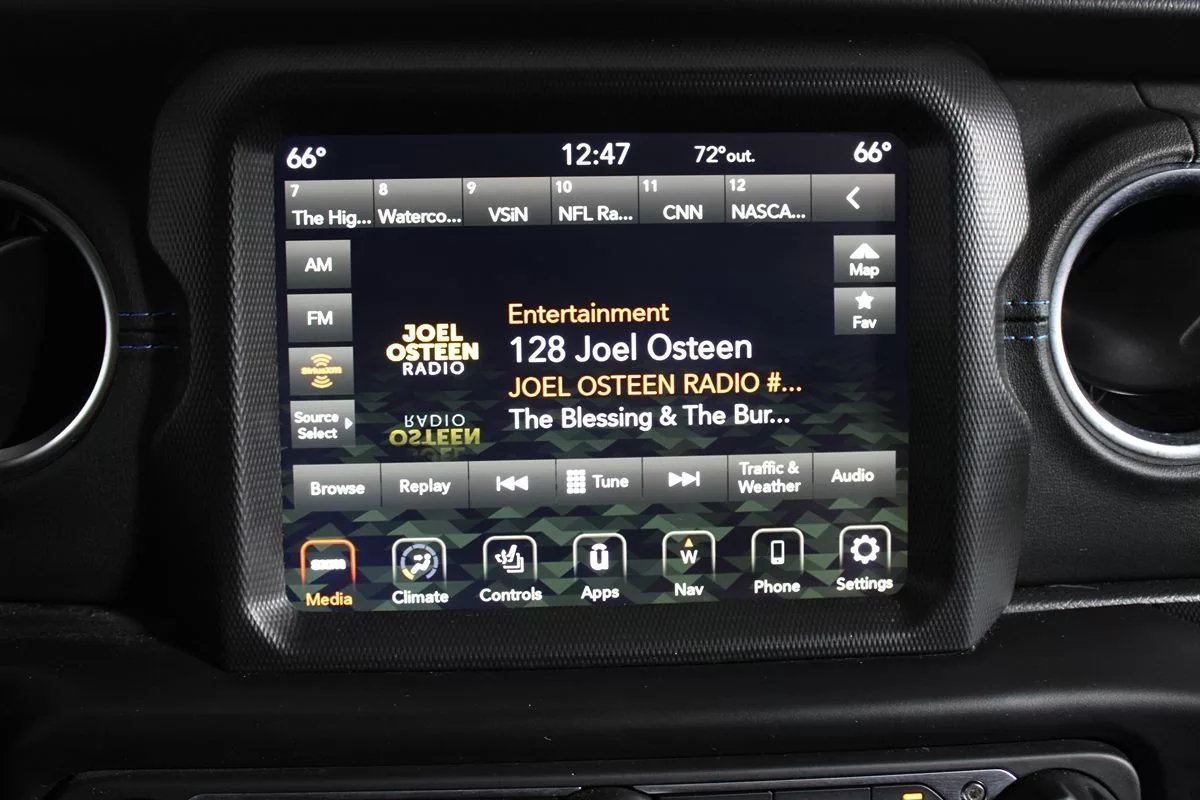 66° 12:47 72° out. 66°
7 8 9 10 11 12
The Hig... Waterco... VSiN NFL Ra... CNN NASCA...
AM
Map
FM
Fav
SiriusXM
Source
Select
JOEL
OSTEEN
RADIO
Entertainment
128 Joel Osteen
JOEL OSTEEN RADIO #...
The Blessing & The Bur...
Browse Replay Tune Traffic &
Weather Audio
sxm W
Media Climate Controls Apps Nav Phone Settings